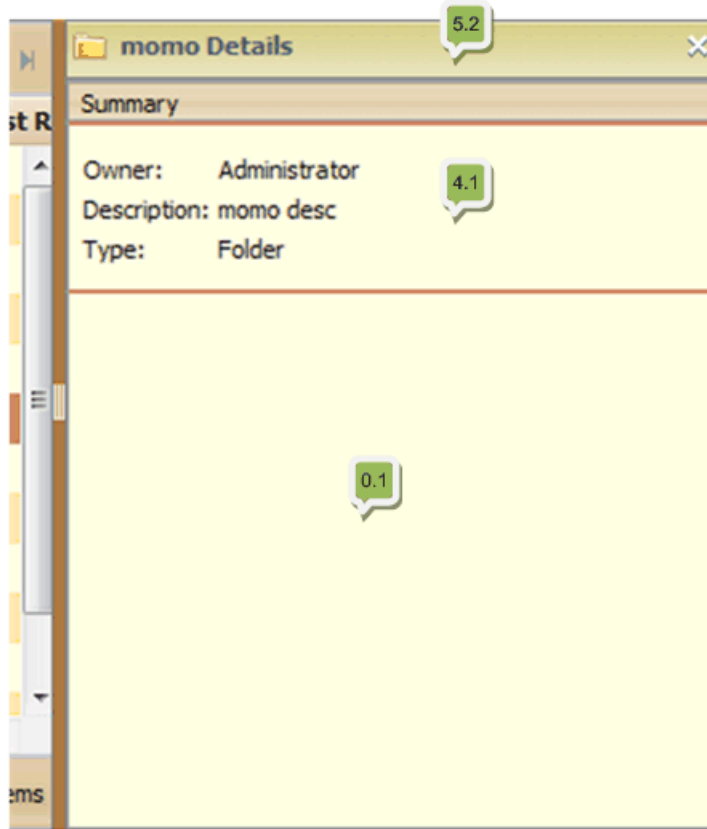 5.2
momo Details
Summary
st R
Owner: Administrator
4.1
Description: momo desc
Type: Folder
0.1
ems